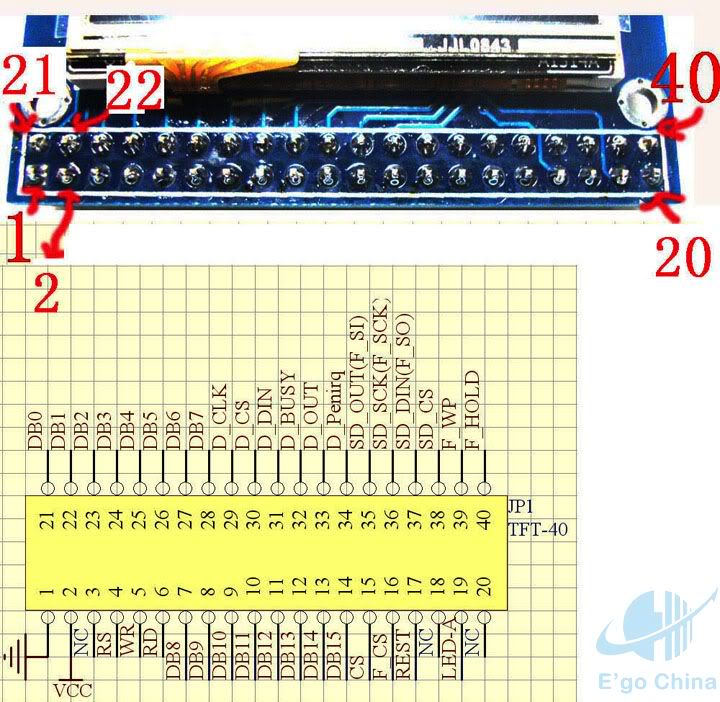 JJL0843
21
22
40
1
2
20
DB0
DB1
DB2
DB3
DB4
DB5
DB6
DB7
D_CLK
D_CS
D_DIN
D_BUSY
D_OUT
D_Penirq
SD_OUT(F_SI)
SD_SCK(F_SCK)
SD_DIN(F_SO)
SD_CS
F_WP
F_HOLD
21
22
23
24
25
26
27
28
29
30
31
32
33
34
35
36
37
38
39
40
JP1
TFT-40
1
2
3
4
5
6
7
8
9
10
11
12
13
14
15
16
17
18
19
20
VCC
NC
RS
WR
RD
DB8
DB9
DB10
DB11
DB12
DB13
DB14
DB15
CS
F_CS
REST
NC
LED-A
NC
E'go China